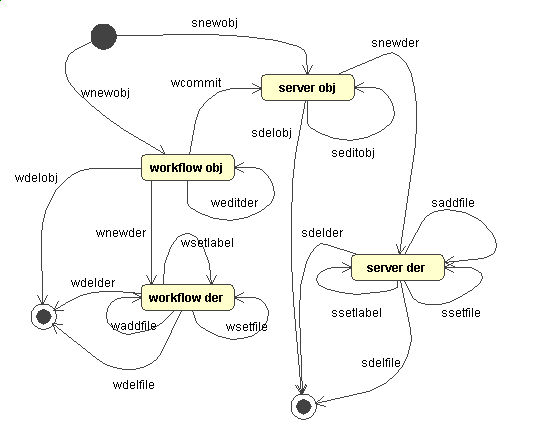 snewobj
snewder
wcommit
server obj
wnewobj
sdelobj
seditobj
workflow obj
wdelobj
weditder
saddfile
wnewder
wsetlabel
sdelder
server der
wdelder
workflow der
waddfile
wsetfile
ssetlabel
ssetfile
sdelfile
wdelfile